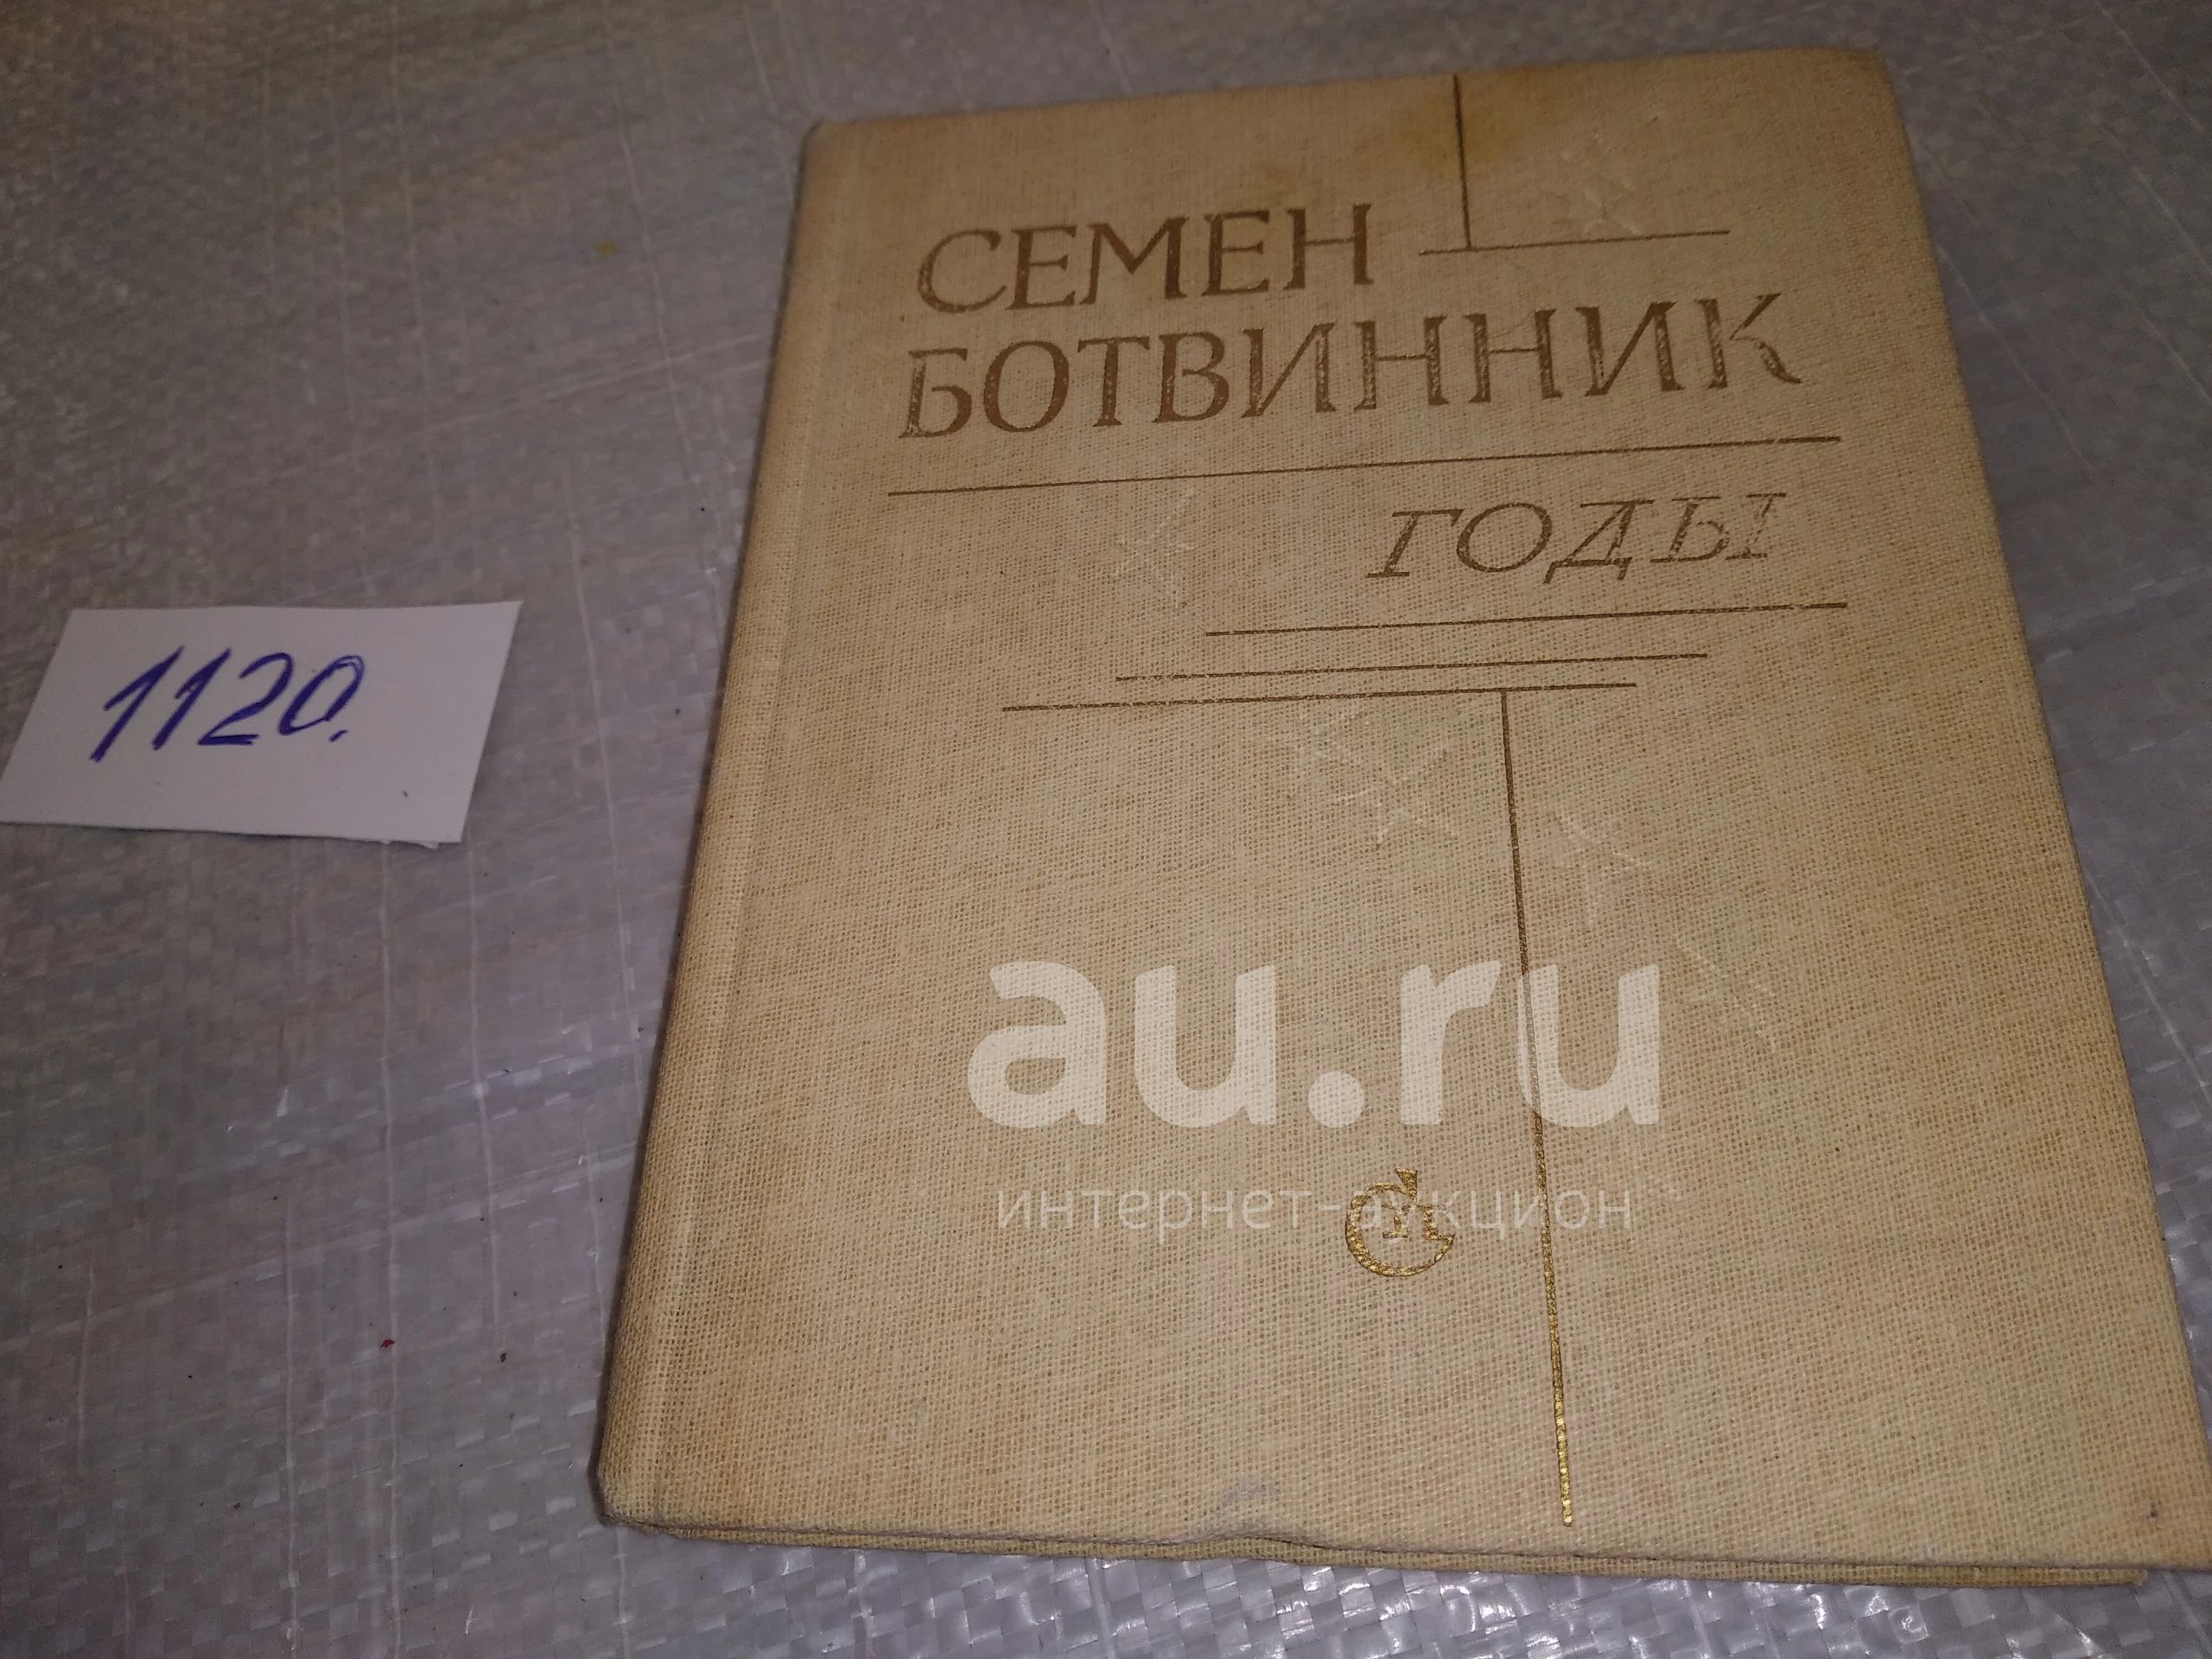 СЕМЕН
БОТВИННИК
ГОДЫ
1120.
au.ru
интернет-аукцион